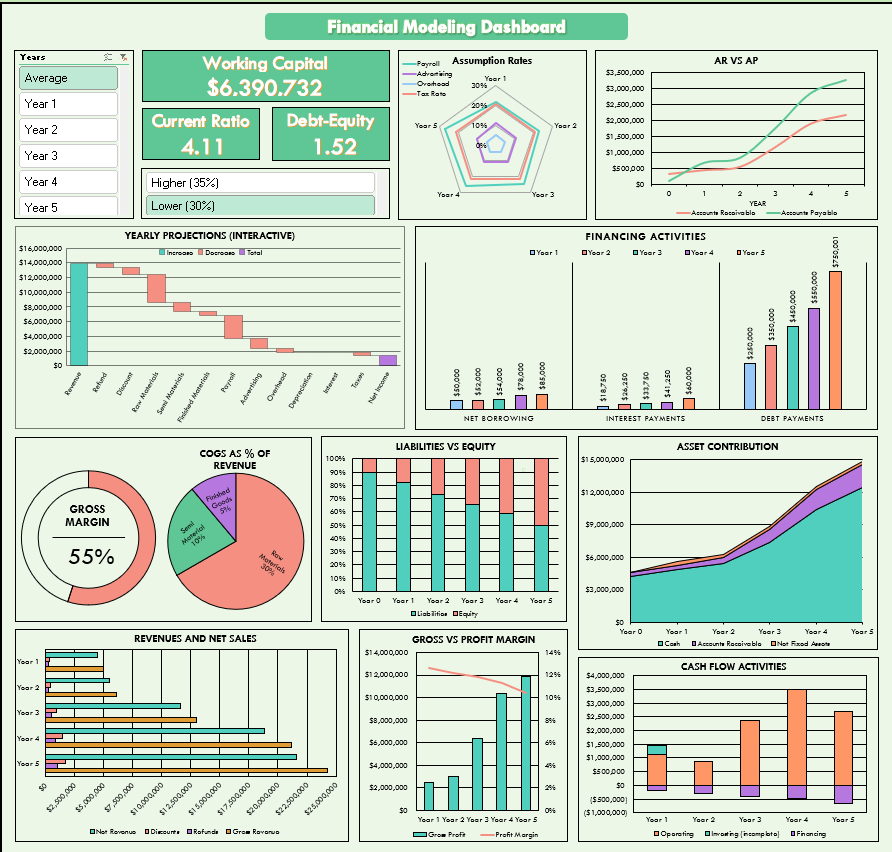 Financial Modeling Dashboard
Years
Average
Year 1
Year 2
Year 3
Year 4
Year 5
Working Capital
$6.390.732
Current Ratio
4.11
Debt-Equity
1.52
Higher (35%)
Lower (30%)
Assumption Rates
Payroll
Advertising
Overhead
Tax Rate
Year 1
Year 2
Year 3
Year 4
Year 5
30%
20%
10%
0%
AR VS AP
$3,500,000
$3,000,000
$2,500,000
$2,000,000
$1,500,000
$1,000,000
$500,000
$0
0 1 2 3 4 5
YEAR
Accounts Receivable Accounts Payable
YEARLY PROJECTIONS (INTERACTIVE)
Increase Decrease Total
$16,000,000
$14,000,000
$12,000,000
$10,000,000
$8,000,000
$6,000,000
$4,000,000
$2,000,000
$0
Revenue
Refund
Discount
Raw Materials
Semi Materials
Finished Materials
Payroll
Advertising
Overhead
Depreciation
Interest
Taxes
Net Income
FINANCING ACTIVITIES
Year 1 Year 2 Year 3 Year 4 Year 5
$50,000 $52,000 $54,000 $78,000 $85,000
$18,750 $26,250 $33,750 $41,250 $60,000
$250,000 $350,000 $450,000 $550,000 $750,001
NET BORROWING INTEREST PAYMENTS DEBT PAYMENTS
GROSS
MARGIN
55%
COGS AS % OF
REVENUE
Finished
Goods
5%
Semi
Material
10%
Raw
Materials
30%
LIABILITIES VS EQUITY
100%
90%
80%
70%
60%
50%
40%
30%
20%
10%
0%
Year 0 Year 1 Year 2 Year 3 Year 4 Year 5
Liabilities Equity
ASSET CONTRIBUTION
$15,000,000
$12,000,000
$9,000,000
$6,000,000
$3,000,000
$0
Year 0 Year 1 Year 2 Year 3 Year 4 Year 5
Cash Accounts Receivable Net Fixed Assets
REVENUES AND NET SALES
Year 1
Year 2
Year 3
Year 4
Year 5
$0 $2,500,000 $5,000,000 $7,500,000 $10,000,000 $12,500,000 $15,000,000 $17,500,000 $20,000,000 $22,500,000 $25,000,000
Net Revenue Discounts Refunds Gross Revenue
GROSS VS PROFIT MARGIN
$14,000,000
$12,000,000
$10,000,000
$8,000,000
$6,000,000
$4,000,000
$2,000,000
$0
14%
12%
10%
8%
6%
4%
2%
0%
Year 1 Year 2 Year 3 Year 4 Year 5
Gross Profit Profit Margin
CASH FLOW ACTIVITIES
$4,000,000
$3,500,000
$3,000,000
$2,500,000
$2,000,000
$1,500,000
$1,000,000
$500,000
$0
($500,000)
($1,000,000)
Year 1 Year 2 Year 3 Year 4 Year 5
Operating Investing (incomplete) Financing